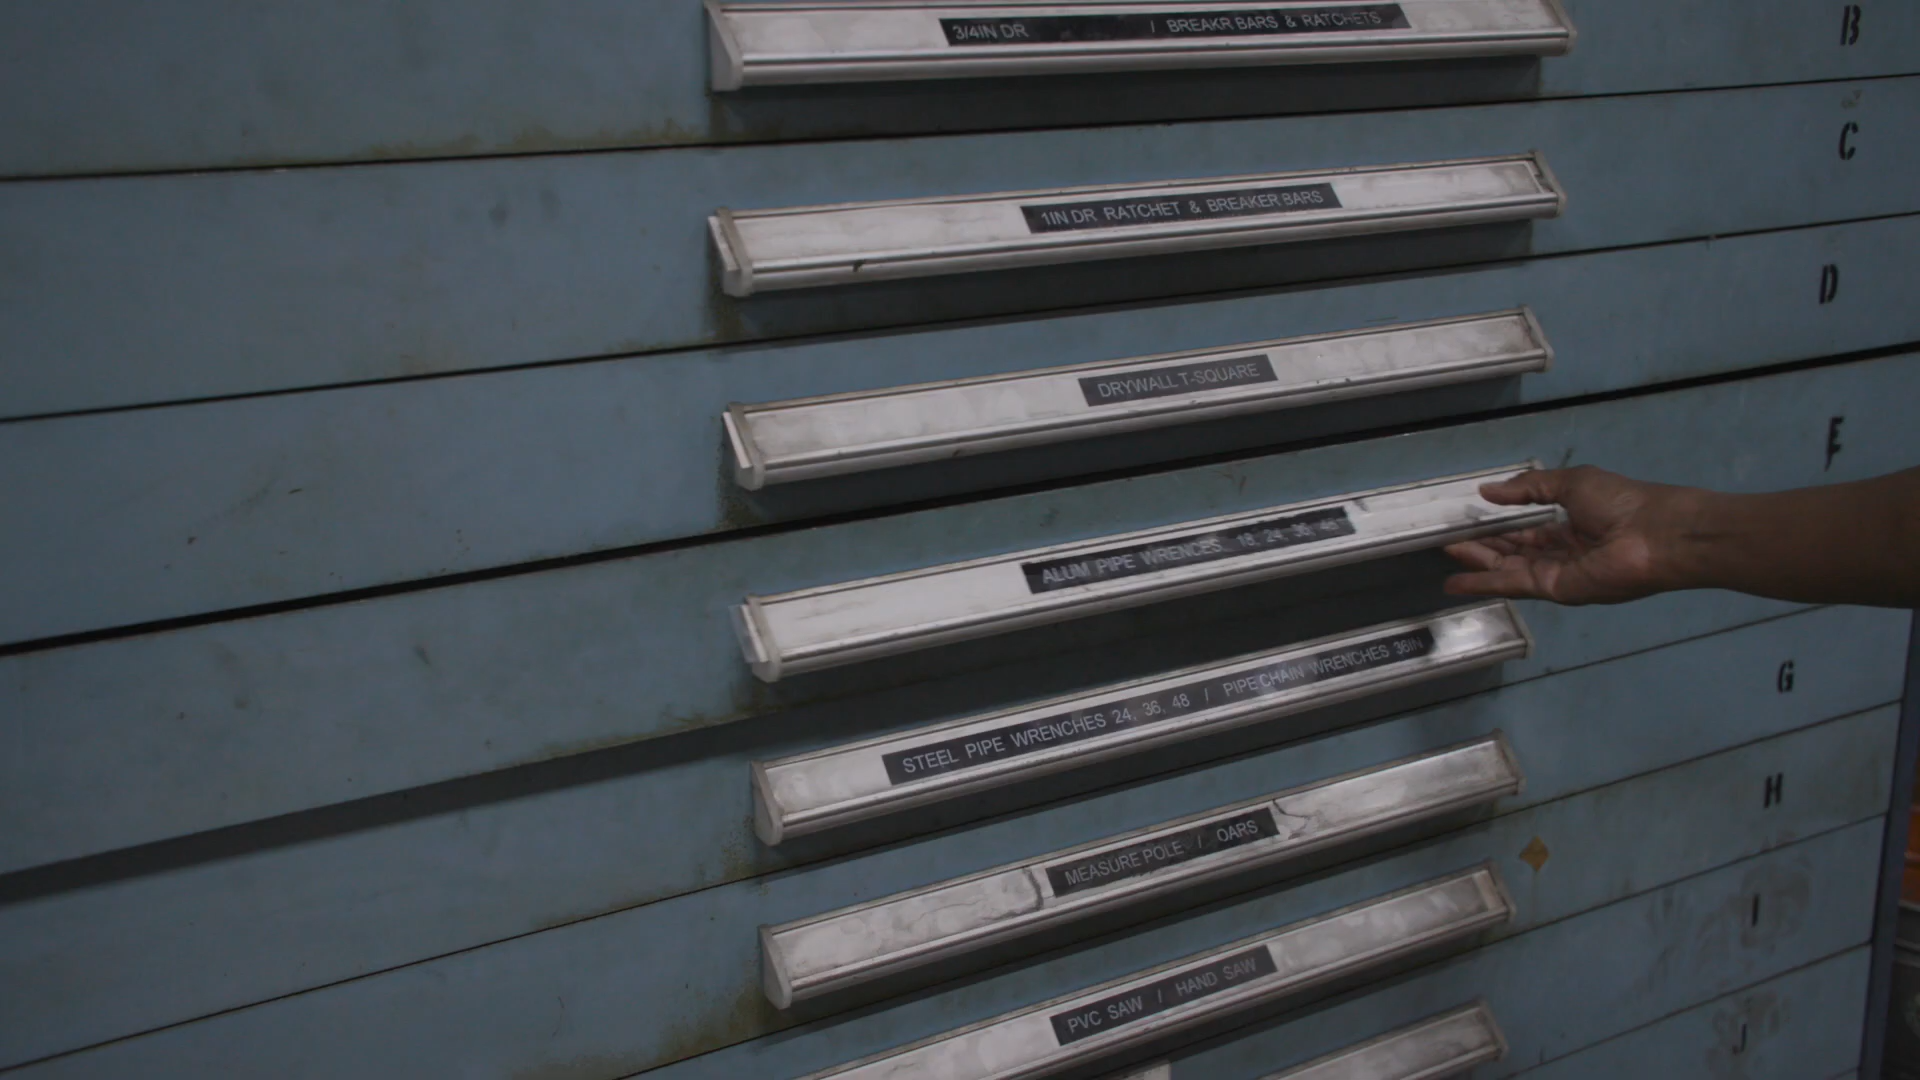 3/4IN DR / BREAKR BARS & RATCHETS
B
C
1IN DR RATCHET & BREAKER BARS
D
DRYWALL T-SQUARE
F
ALUM PIPE WRENCES 18, 24, 36, 48
STEEL PIPE WRENCHES 24, 36, 48 / PIPE CHAIN WRENCHES 36IN
G
MEASURE POLE / OARS
H
PVC SAW / HAND SAW
I
J